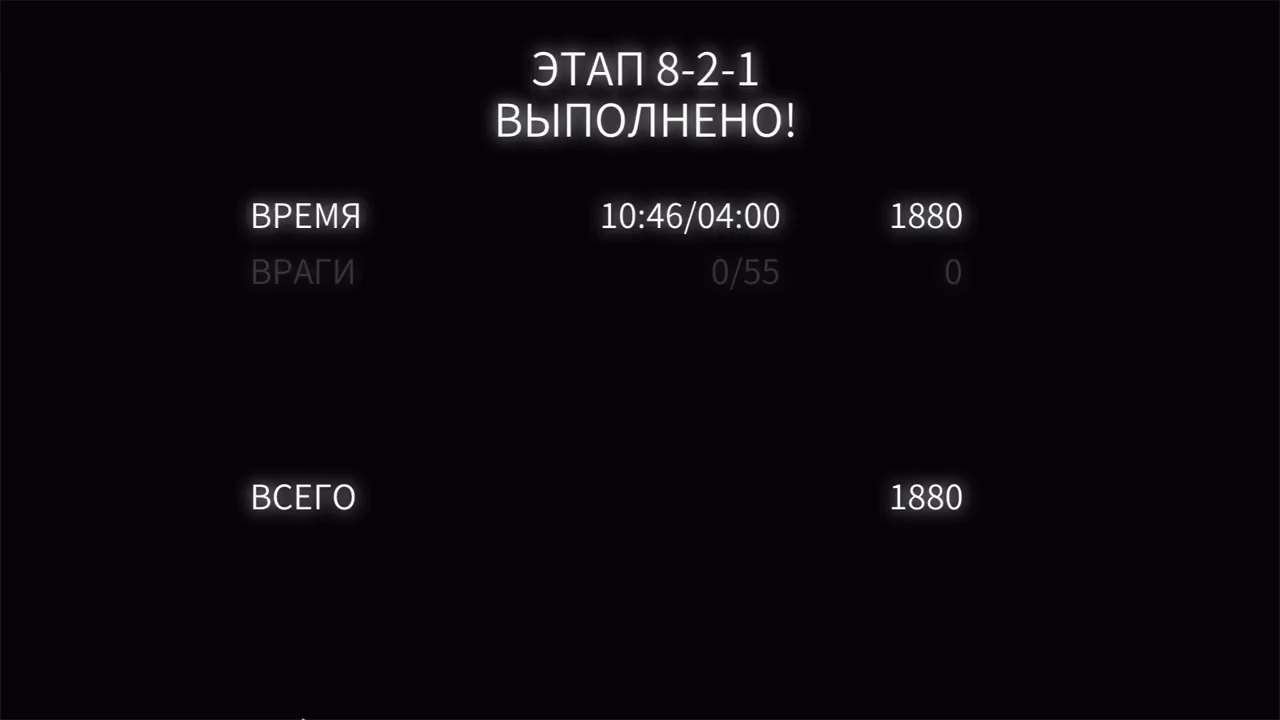 ЭТАП 8-2-1
ВЫПОЛНЕНО!
ВРЕМЯ 10:46/04:00 1880
ВРАГИ 0/55 0
ВСЕГО 1880